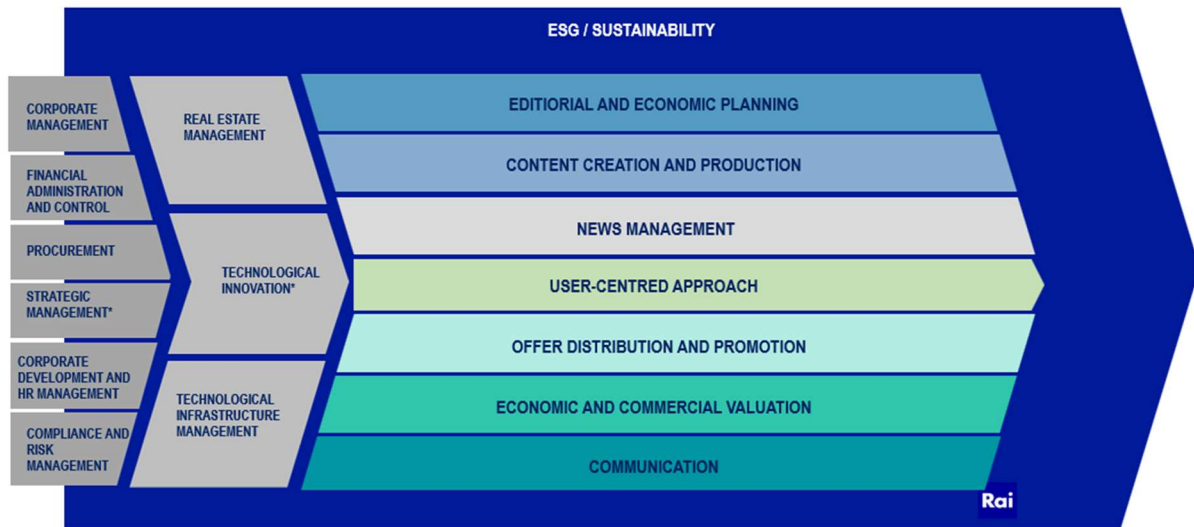 ESG / SUSTAINABILITY
CORPORATE
MANAGEMENT
FINANCIAL
ADMINISTRATION
AND CONTROL
PROCUREMENT
STRATEGIC
MANAGEMENT*
CORPORATE
DEVELOPMENT AND
HR MANAGEMENT
COMPLIANCE AND
RISK
MANAGEMENT
REAL ESTATE
MANAGEMENT
TECHNOLOGICAL
INNOVATION*
TECHNOLOGICAL
INFRASTRUCTURE
MANAGEMENT
EDITIORIAL AND ECONOMIC PLANNING
CONTENT CREATION AND PRODUCTION
NEWS MANAGEMENT
USER-CENTRED APPROACH
OFFER DISTRIBUTION AND PROMOTION
ECONOMIC AND COMMERCIAL VALUATION
COMMUNICATION
Rai